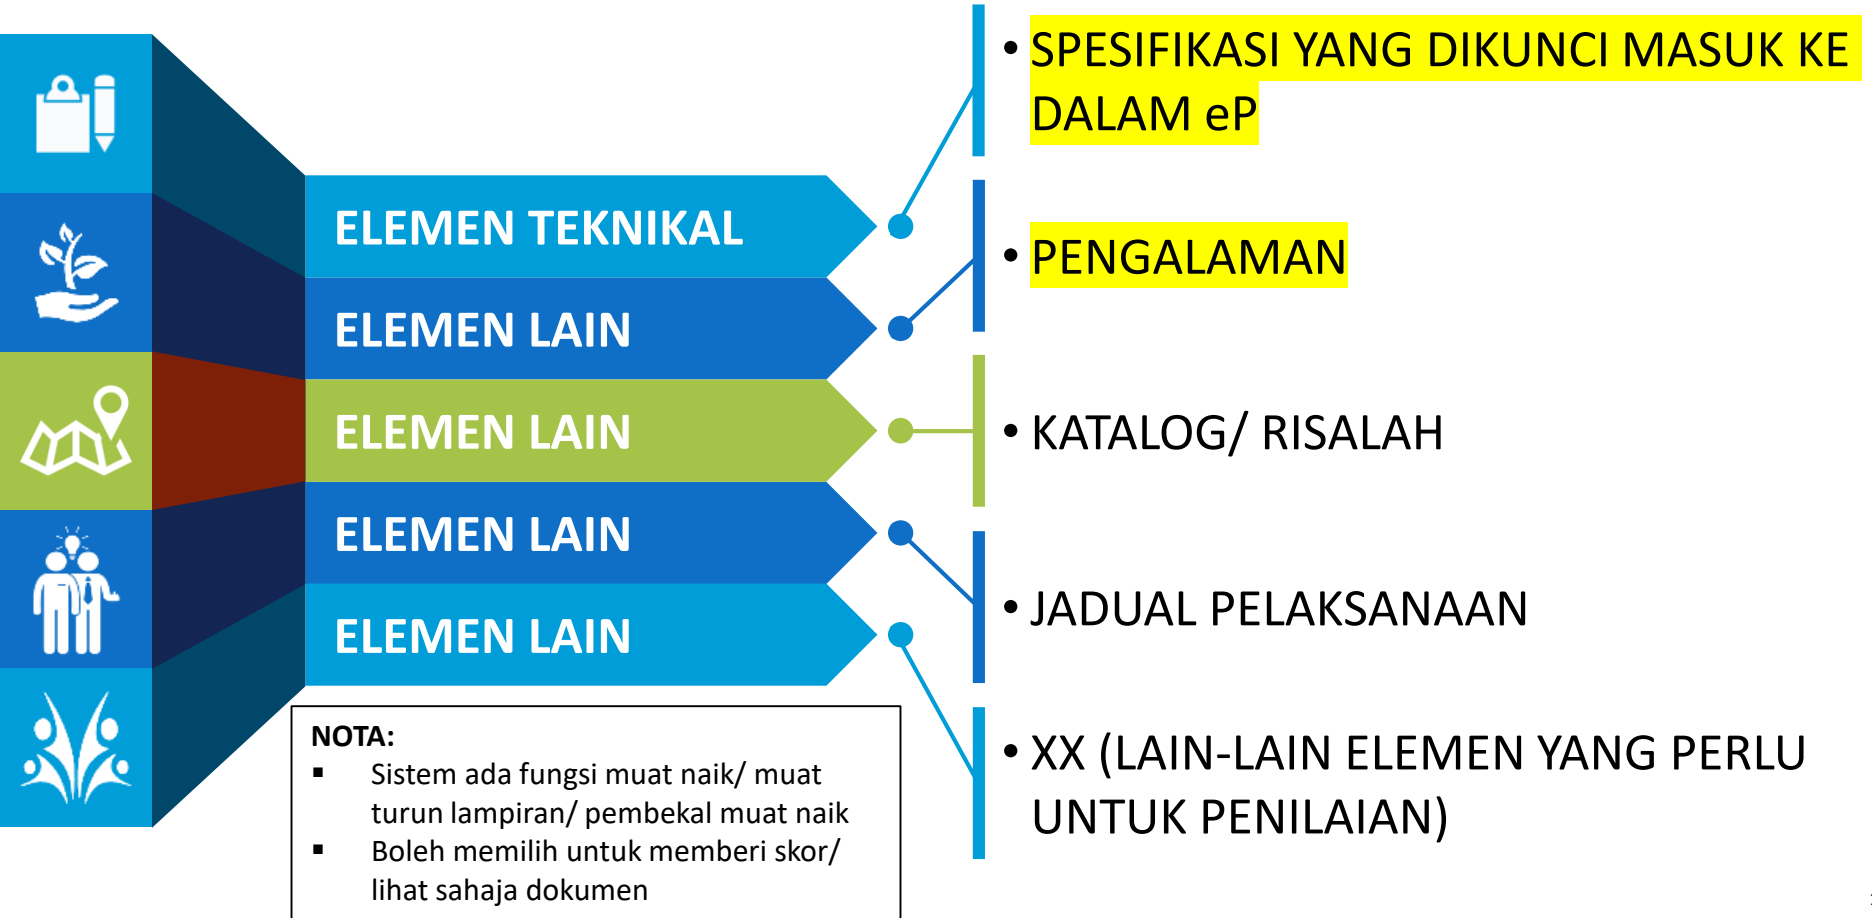 • SPESIFIKASI YANG DIKUNCI MASUK KE
DALAM eP
ELEMEN TEKNIKAL
• PENGALAMAN
ELEMEN LAIN
• KATALOG/ RISALAH
ELEMEN LAIN
• JADUAL PELAKSANAAN
ELEMEN LAIN
• XX (LAIN-LAIN ELEMEN YANG PERLU
UNTUK PENILAIAN)
ELEMEN LAIN
NOTA:
▪ Sistem ada fungsi muat naik/ muat
turun lampiran/ pembekal muat naik
▪ Boleh memilih untuk memberi skor/
lihat sahaja dokumen